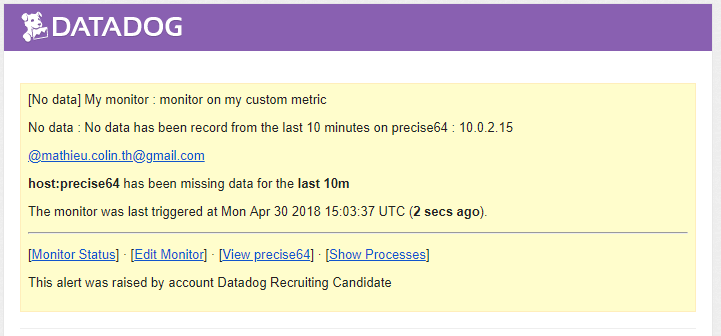 DATADOG
[No data] My monitor : monitor on my custom metric
No data : No data has been record from the last 10 minutes on precise64 : 10.0.2.15
@mathieu.colin.th@gmail.com
host:precise64 has been missing data for the last 10m
The monitor was last triggered at Mon Apr 30 2018 15:03:37 UTC (2 secs ago).
[Monitor Status] · [Edit Monitor] · [View precise64] · [Show Processes]
This alert was raised by account Datadog Recruiting Candidate